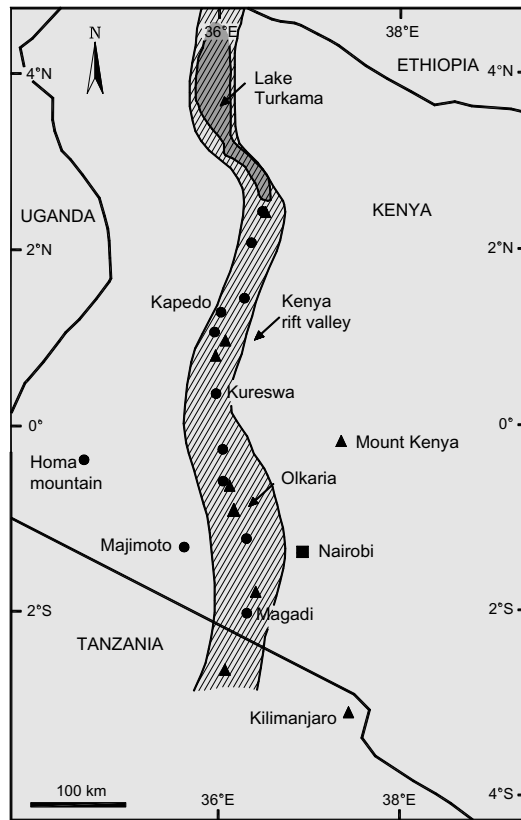 36°E
38°E
4°N
4°N
ETHIOPIA
Lake
Turkama
UGANDA
KENYA
2°N
2°N
Kapedo
Kenya
rift valley
Kureswa
0°
0°
Mount Kenya
Homa
mountain
Olkaria
Majimoto
Nairobi
2°S
2°S
Magadi
TANZANIA
Kilimanjaro
100 km
36°E
38°E
4°S